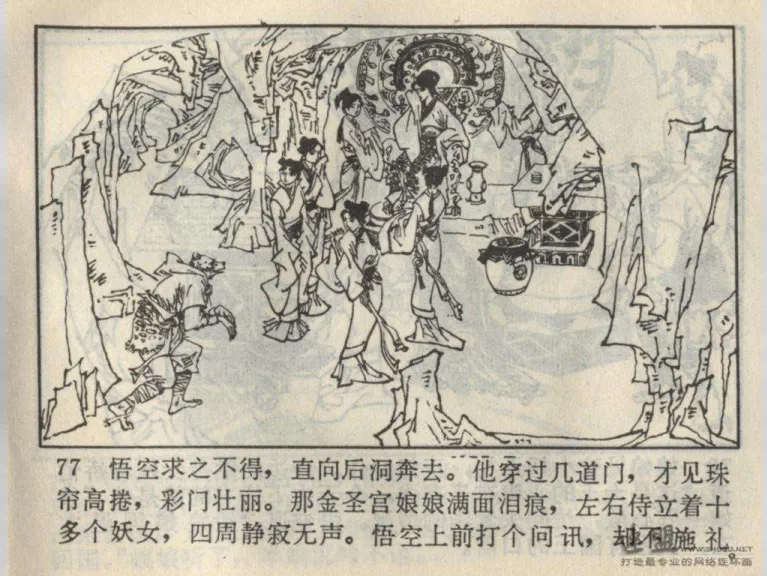 77 悟空求之不得，直向后洞奔去。他穿过几道门，才见珠
帘高捲，彩门壮丽。那金圣宫娘娘满面泪痕，左右侍立着十
多个妖女，四周静寂无声。悟空上前打个问讯，却不施礼。
打造最专业的网络连环画